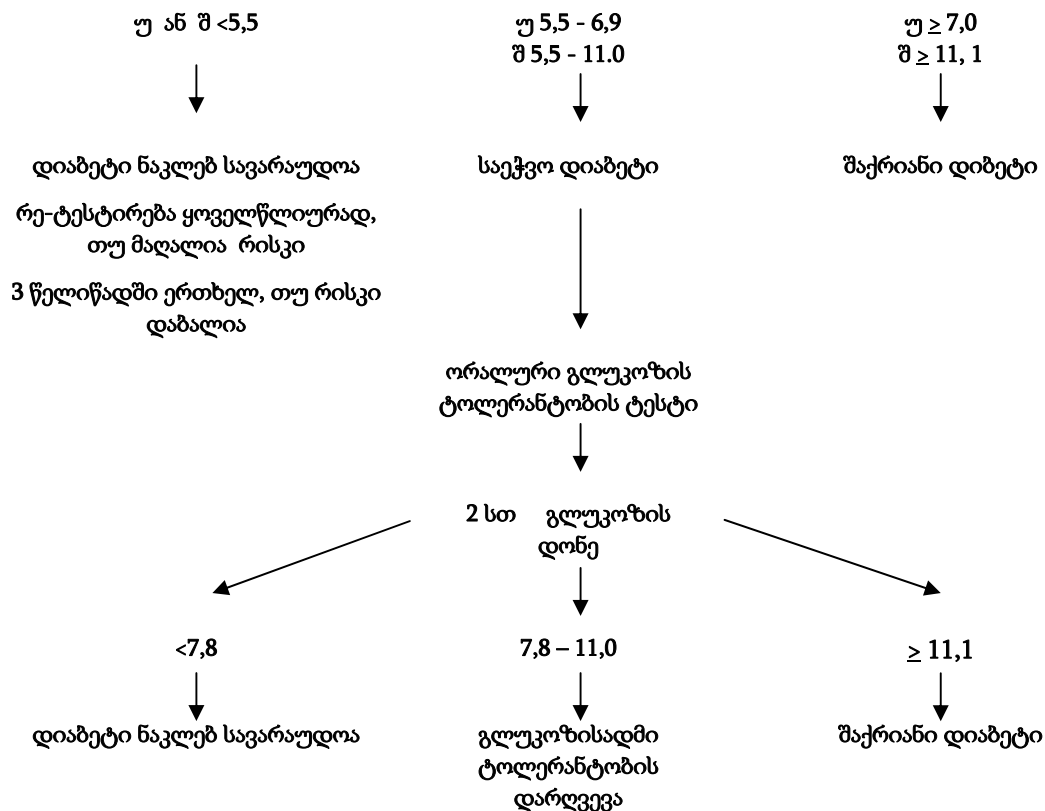 უ ან შ <5,5
უ 5,5 - 6,9
შ 5,5 - 11.0
უ ≥ 7,0
შ ≥ 11, 1
დიაბეტი ნაკლებ სავარაუდოა
საეჭვო დიაბეტი
შაქრიანი დიბეტი
რე-ტესტირება ყოველწლიურად,
თუ მაღალია რისკი
3 წელიწადში ერთხელ, თუ რისკი
დაბალია
ორალური გლუკოზის
ტოლერანტობის ტესტი
2 სთ გლუკოზის
დონე
<7,8
7,8 – 11,0
≥ 11,1
დიაბეტი ნაკლებ სავარაუდოა
გლუკოზისადმი
ტოლერანტობის
დარღვევა
შაქრიანი დიაბეტი